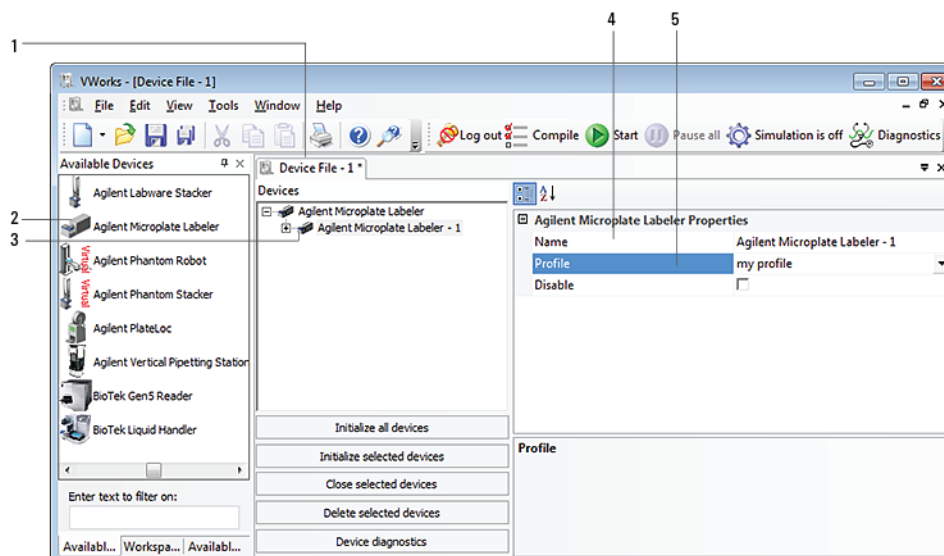 4 5
1
VWorks - [Device File - 1]
File Edit View Tools Window Help
Log out Compile Start Pause all Simulation is off Diagnostics
Available Devices
Device File - 1 *
Agilent Labware Stacker
2
Agilent Microplate Labeler
3
Agilent Phantom Robot
Virtual
Agilent Phantom Stacker
Virtual
Agilent PlateLoc
Agilent Vertical Pipetting Station
BioTek Gen5 Reader
BioTek Liquid Handler
Enter text to filter on:
Availabl... Workspa... Availabl...
Devices
Agilent Microplate Labeler
Agilent Microplate Labeler - 1
Initialize all devices
Initialize selected devices
Close selected devices
Delete selected devices
Device diagnostics
Agilent Microplate Labeler Properties
Name Agilent Microplate Labeler - 1
Profile my profile
Disable
Profile